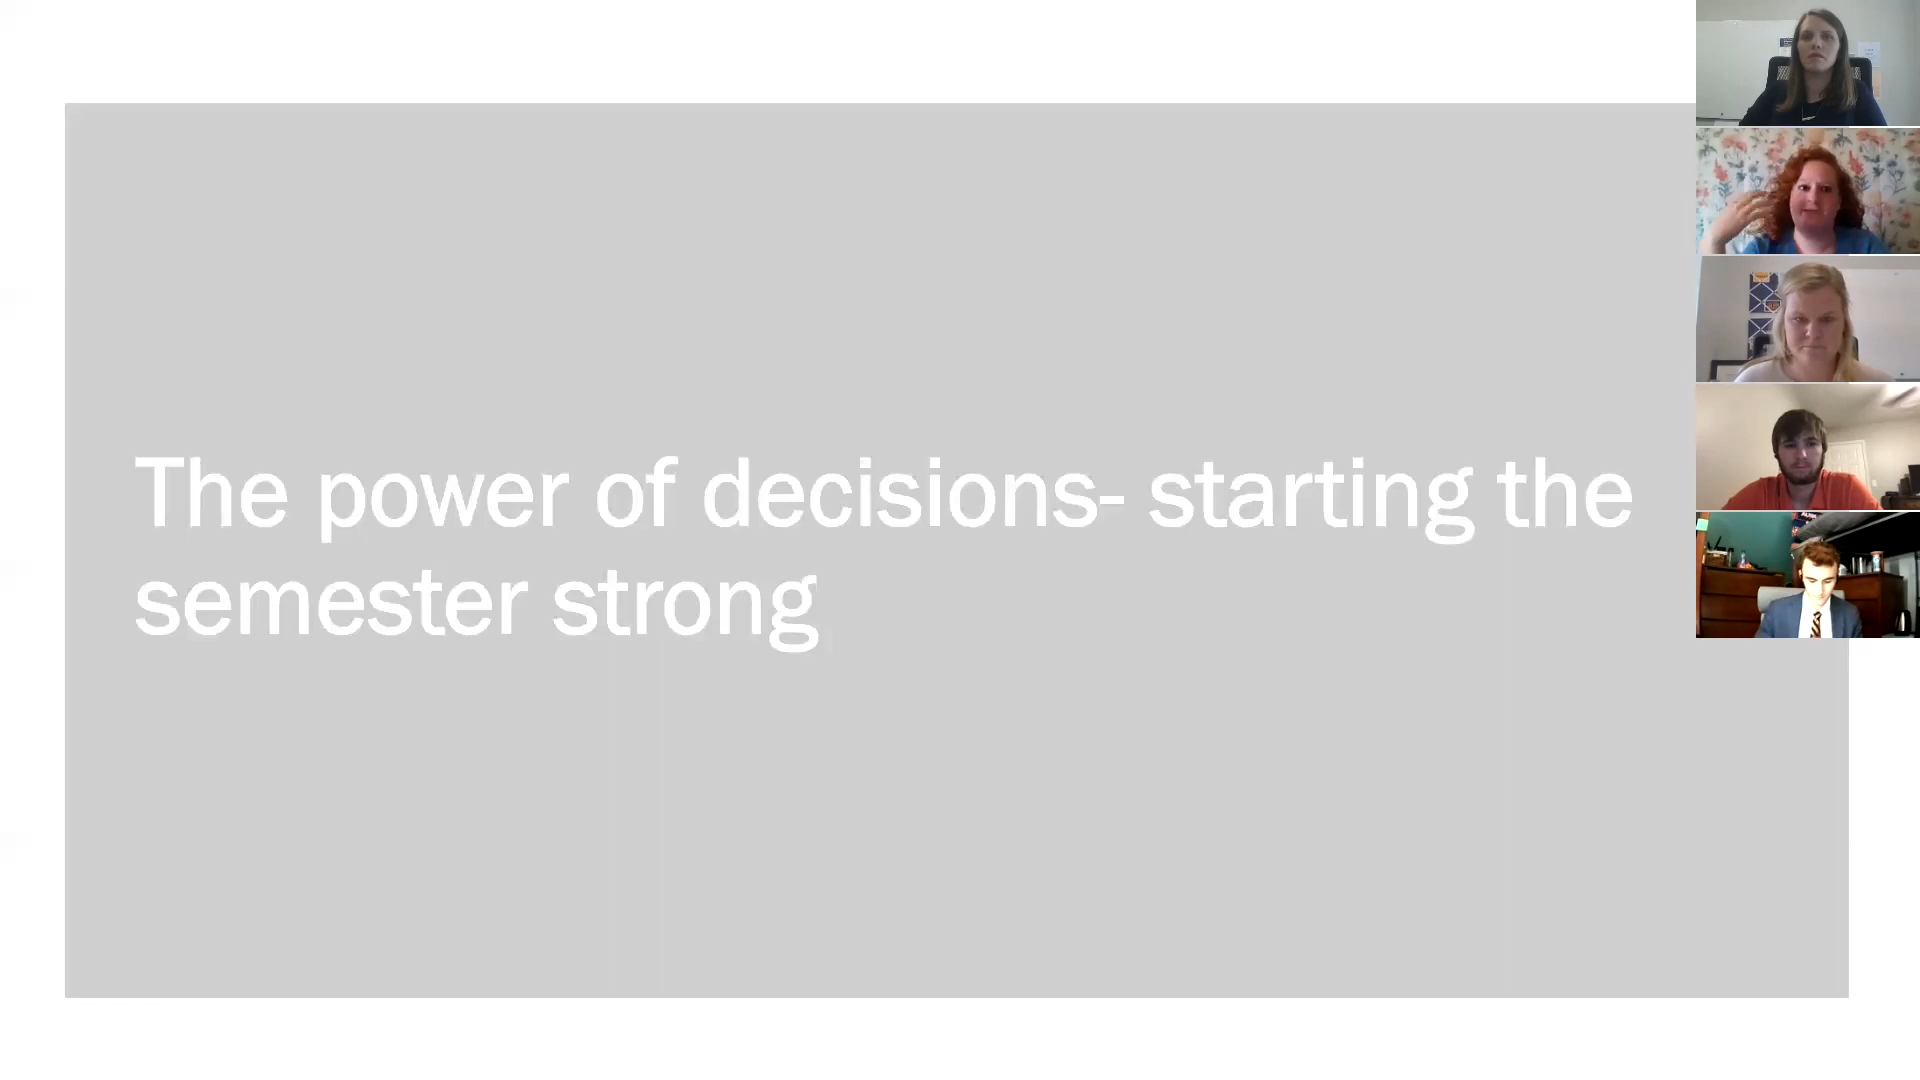 The power of decisions- starting the
semester strong